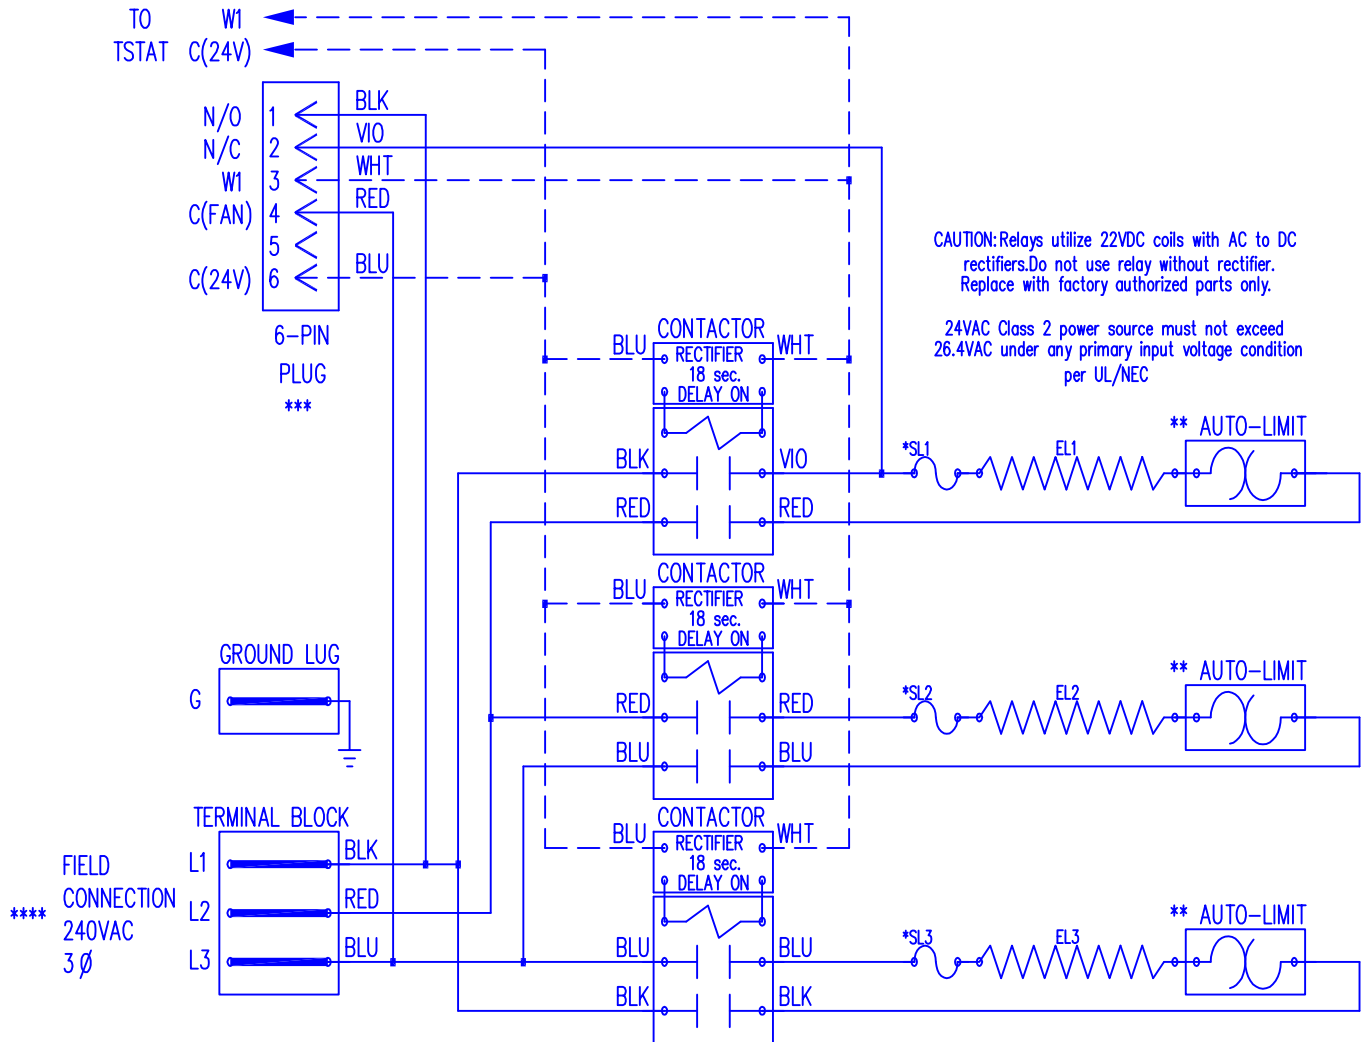 TO W1
TSTAT C(24V)
N/O 1 BLK
N/C 2 VIO
W1 3 WHT
C(FAN) 4 RED
5
C(24V) 6 BLU
6-PIN
PLUG
***
CAUTION:Relays utilize 22VDC coils with AC to DC
rectifiers.Do not use relay without rectifier.
Replace with factory authorized parts only.
24VAC Class 2 power source must not exceed
26.4VAC under any primary input voltage condition
per UL/NEC
CONTACTOR
BLU RECTIFIER WHT
18 sec.
DELAY ON
** AUTO-LIMIT
BLK VIO *SL1 EL1
RED RED
CONTACTOR
BLU RECTIFIER WHT
18 sec.
DELAY ON
GROUND LUG
G
** AUTO-LIMIT
RED RED *SL2 EL2
BLU BLU
CONTACTOR
BLU RECTIFIER WHT
18 sec.
DELAY ON
TERMINAL BLOCK
L1 BLK
L2 RED
L3 BLU
FIELD
CONNECTION
**** 240VAC
3 Ø
** AUTO-LIMIT
BLU BLU *SL3 EL3
BLK BLK